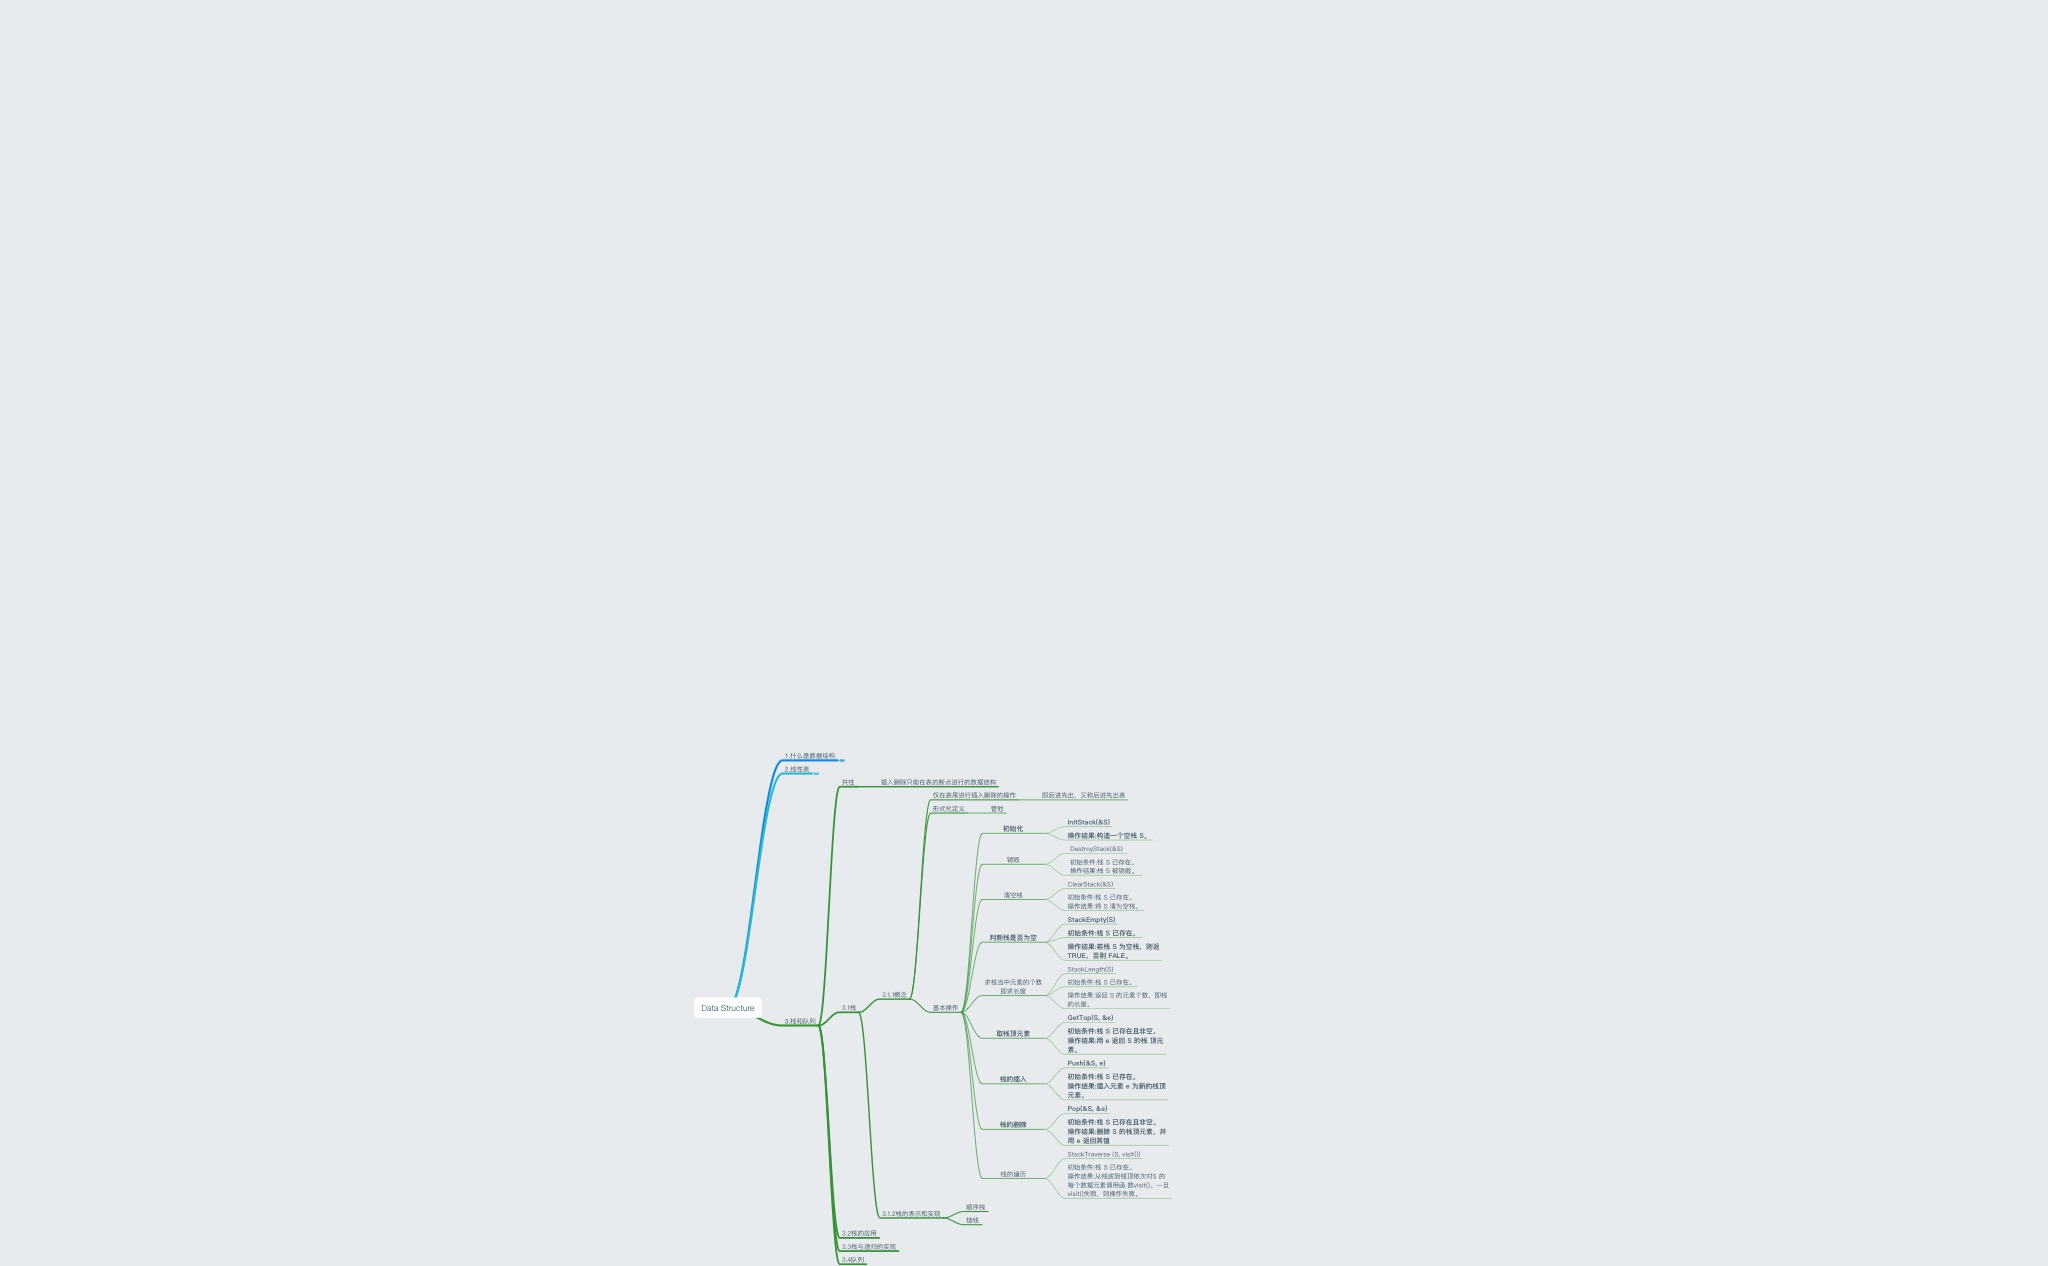 Data Structure
1.什么是数据结构
2.线性表
3.栈和队列
共性
插入删除只能在表的断点进行的数据结构
3.1栈
3.1.1概念
仅在表尾进行插入删除的操作
即后进先出，又称后进先出表
形式化定义
管他
基本操作
初始化
InitStack(&S)
操作结果:构造一个空栈 S。
销毁
DestroyStack(&S)
初始条件:栈 S 已存在。
操作结果:栈 S 被销毁。
清空栈
ClearStack(&S)
初始条件:栈 S 已存在。
操作结果:将 S 清为空栈。
判断栈是否为空
StackEmpty(S)
初始条件:栈 S 已存在。
操作结果:若栈 S 为空栈，则返
TRUE，否则 FALE。
求栈当中元素的个数
即求长度
StackLength(S)
初始条件:栈 S 已存在。
操作结果:返回 S 的元素个数，即栈
的长度。
取栈顶元素
GetTop(S, &e)
初始条件:栈 S 已存在且非空。
操作结果:用 e 返回 S 的栈 顶元
素。
栈的插入
Push(&S, e)
初始条件:栈 S 已存在。
操作结果:插入元素 e 为新的栈顶
元素。
栈的删除
Pop(&S, &e)
初始条件:栈 S 已存在且非空。
操作结果:删除 S 的栈顶元素，并
用 e 返回其值
栈的遍历
StackTraverse (S, visit())
初始条件:栈 S 已存在。
操作结果:从栈底到栈顶依次对S 的
每个数据元素调用函 数visit()。一旦
visit()失败，则操作失败。
3.1.2栈的表示和实现
顺序栈
链栈
3.2栈的应用
3.3栈与递归的实现
3.4队列